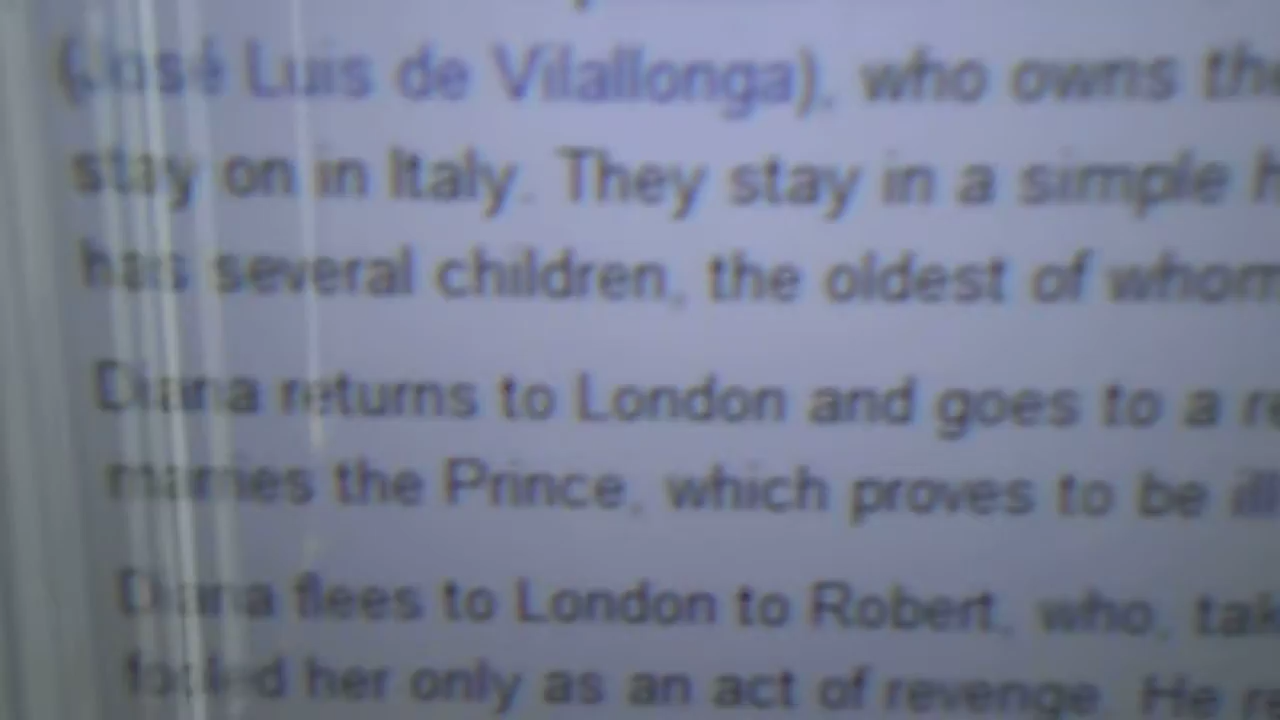 (José Luis de Vilallonga), who owns the
stay on in Italy. They stay in a simple
has several children, the oldest of whom
Diana returns to London and goes to a
marries the Prince, which proves to be
Diana flees to London to Robert, who,
her only as an act of revenge. He